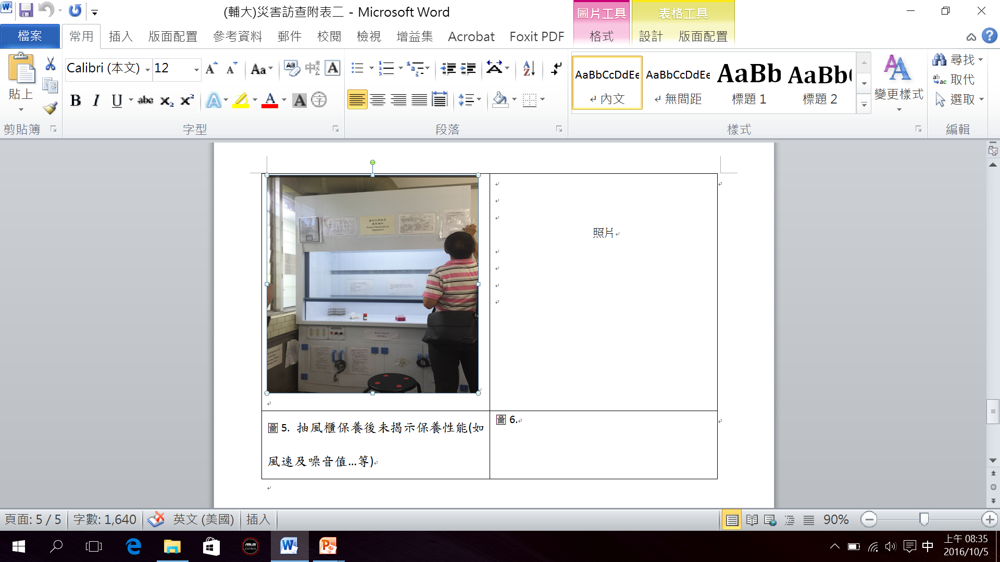 (輔大)災害訪查附表二 - Microsoft Word
圖片工具
表格工具
檔案
常用
插入
版面配置
參考資料
郵件
校閱
檢視
增益集
Acrobat
Foxit PDF
格式
設計
版面配置
貼上
Calibri (本文)
12
AaBbCcDdEe
AaBbCcDdEe
AaBb
AaBb
內文
無間距
標題 1
標題 2
變更樣式
尋找
取代
選取
剪貼簿
字型
段落
樣式
編輯
Toxic Chemicals in
Operation
照片
圖 5. 抽風櫃保養後未揭示保養性能(如
風速及噪音值...等)
圖 6.
頁面: 5 / 5
字數: 1,640
英文 (美國)
插入
90%
中
上午 08:35
2016/10/5